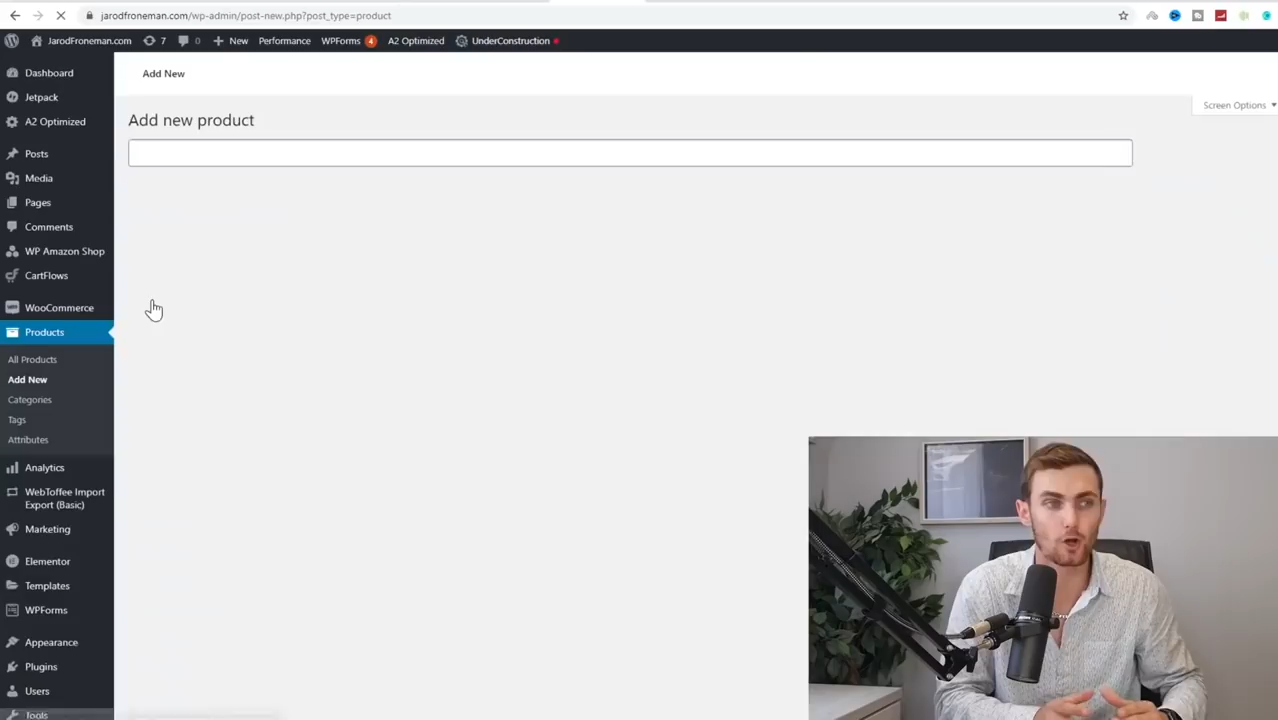 jarodfroneman.com/wp-admin/post-new.php?post_type=product
JarodFroneman.com 7 0 New Performance WPForms 4 A2 Optimized UnderConstruction
Dashboard
Jetpack
A2 Optimized
Posts
Media
Pages
Comments
WP Amazon Shop
CartFlows
WooCommerce
Products
All Products
Add New
Categories
Tags
Attributes
Analytics
WebToffee Import
Export (Basic)
Marketing
Elementor
Templates
WPForms
Appearance
Plugins
Users
Tools
Add New
Screen Options
Add new product